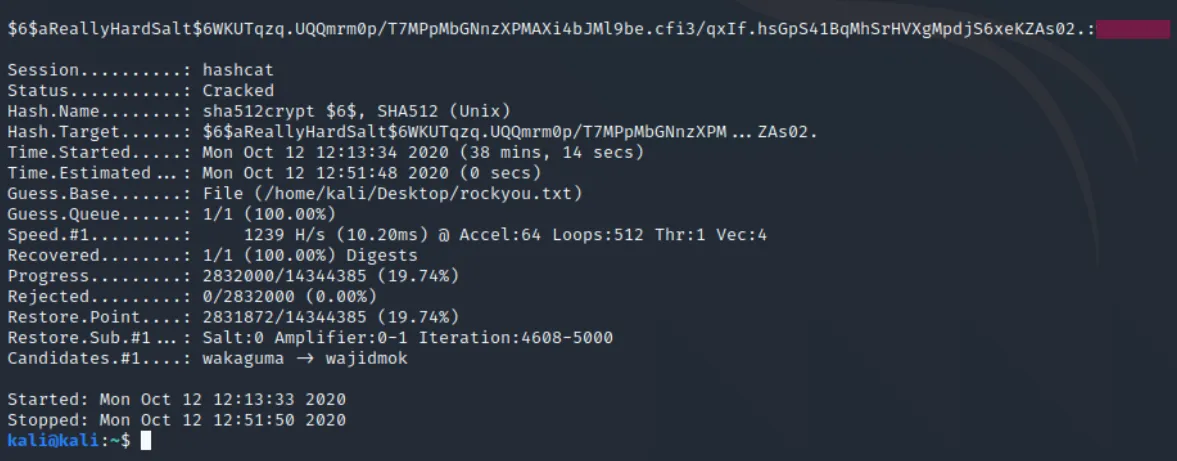 $6$aReallyHardSalt$6WKUTqzq.UQQmrm0p/T7MPpMbGNnzXPMAXi4bJMl9be.cfi3/qxIf.hsGpS41BqMhSrHVXgMpdjS6xeKZAs02.:
Session..........: hashcat
Status...........: Cracked
Hash.Name........: sha512crypt $6$, SHA512 (Unix)
Hash.Target......: $6$aReallyHardSalt$6WKUTqzq.UQQmrm0p/T7MPpMbGNnzXPM...ZAs02.
Time.Started.....: Mon Oct 12 12:13:34 2020 (38 mins, 14 secs)
Time.Estimated...: Mon Oct 12 12:51:48 2020 (0 secs)
Guess.Base.......: File (/home/kali/Desktop/rockyou.txt)
Guess.Queue......: 1/1 (100.00%)
Speed.#1.........:     1239 H/s (10.20ms) @ Accel:64 Loops:512 Thr:1 Vec:4
Recovered........: 1/1 (100.00%) Digests
Progress.........: 2832000/14344385 (19.74%)
Rejected.........: 0/2832000 (0.00%)
Restore.Point....: 2831872/14344385 (19.74%)
Restore.Sub.#1...: Salt:0 Amplifier:0-1 Iteration:4608-5000
Candidates.#1....: wakaguma -> wajidmok
Started: Mon Oct 12 12:13:33 2020
Stopped: Mon Oct 12 12:51:50 2020
kali@kali:~$